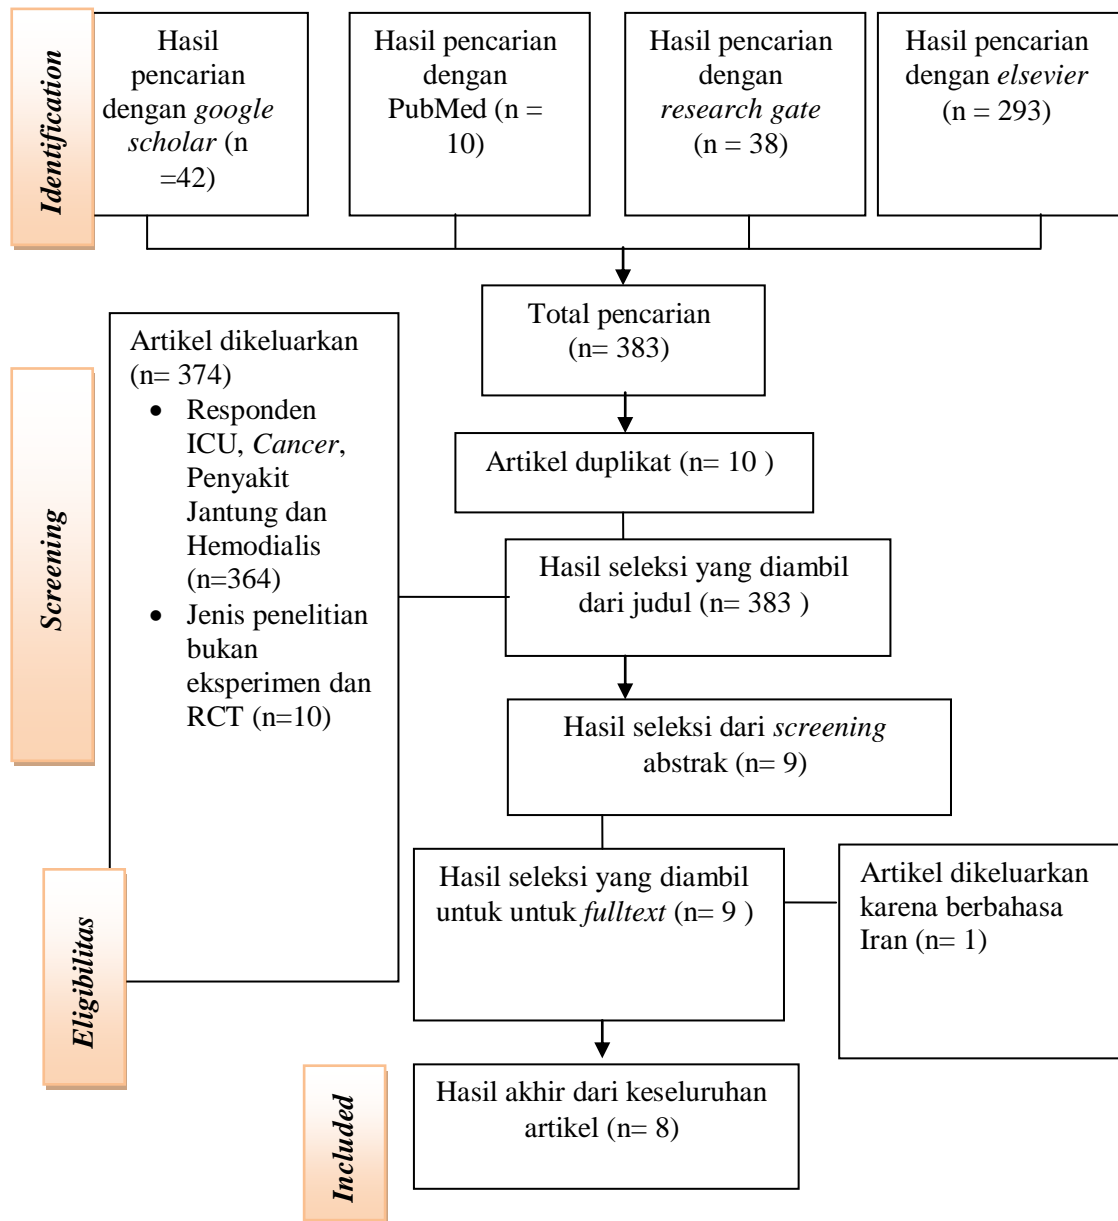 Identification
Hasil
pencarian
dengan google
scholar (n
=42)
Hasil pencarian
dengan
PubMed (n =
10)
Hasil pencarian
dengan
research gate
(n = 38)
Hasil pencarian
dengan elsevier
(n = 293)
Total pencarian
(n= 383)
Screening
Artikel dikeluarkan
(n= 374)
• Responden
ICU, Cancer,
Penyakit
Jantung dan
Hemodialis
(n=364)
• Jenis penelitian
bukan
eksperimen dan
RCT (n=10)
Artikel duplikat (n= 10 )
Hasil seleksi yang diambil
dari judul (n= 383 )
Hasil seleksi dari screening
abstrak (n= 9)
Eligibilitas
Hasil seleksi yang diambil
untuk untuk fulltext (n= 9 )
Artikel dikeluarkan
karena berbahasa
Iran (n= 1)
Included
Hasil akhir dari keseluruhan
artikel (n= 8)